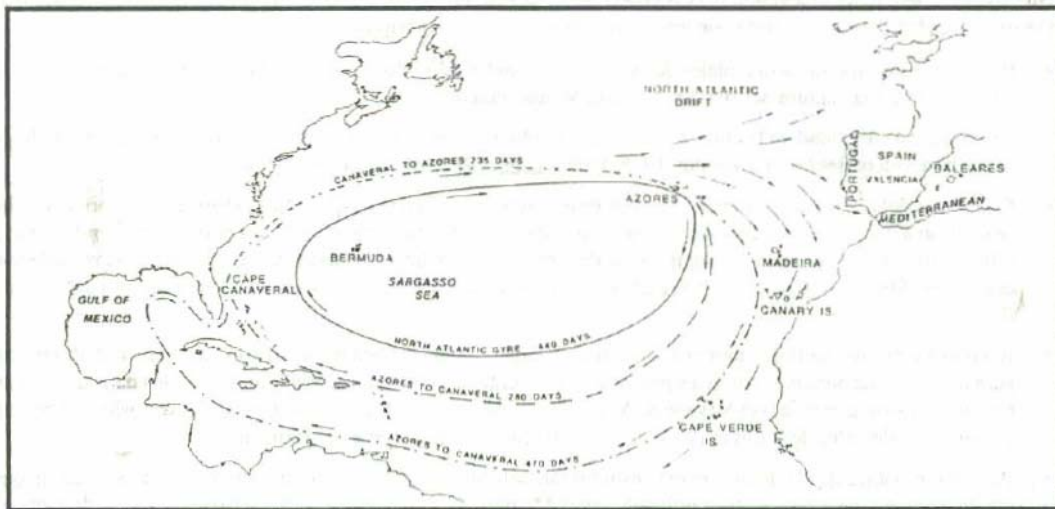 NORTH ATLANTIC
DRIFT
CANAVERAL TO AZORES 235 DAYS
PORTUGAL
SPAIN
VALENCIA
BALEARES
MEDITERRANEAN
AZORES
BERMUDA
MADEIRA
CAPE
CANAVERAL
SARGASSO
SEA
GULF OF
MEXICO
CANARY IS.
NORTH ATLANTIC GYRE 440 DAYS
AZORES TO CANAVERAL 280 DAYS
CAPE VERDE
IS.
AZORES TO CANAVERAL 470 DAYS